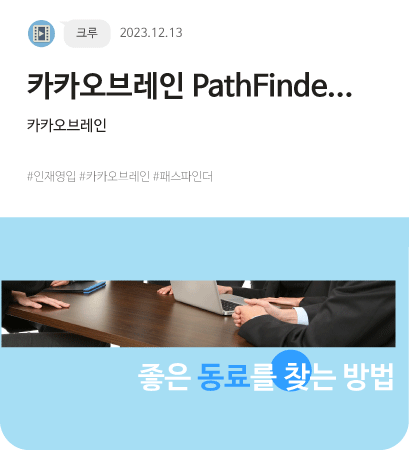 크루 2023.12.13
카카오브레인 PathFinde...
카카오브레인
#인재영입 #카카오브레인 #패스파인더
좋은 동료를 찾는 방법